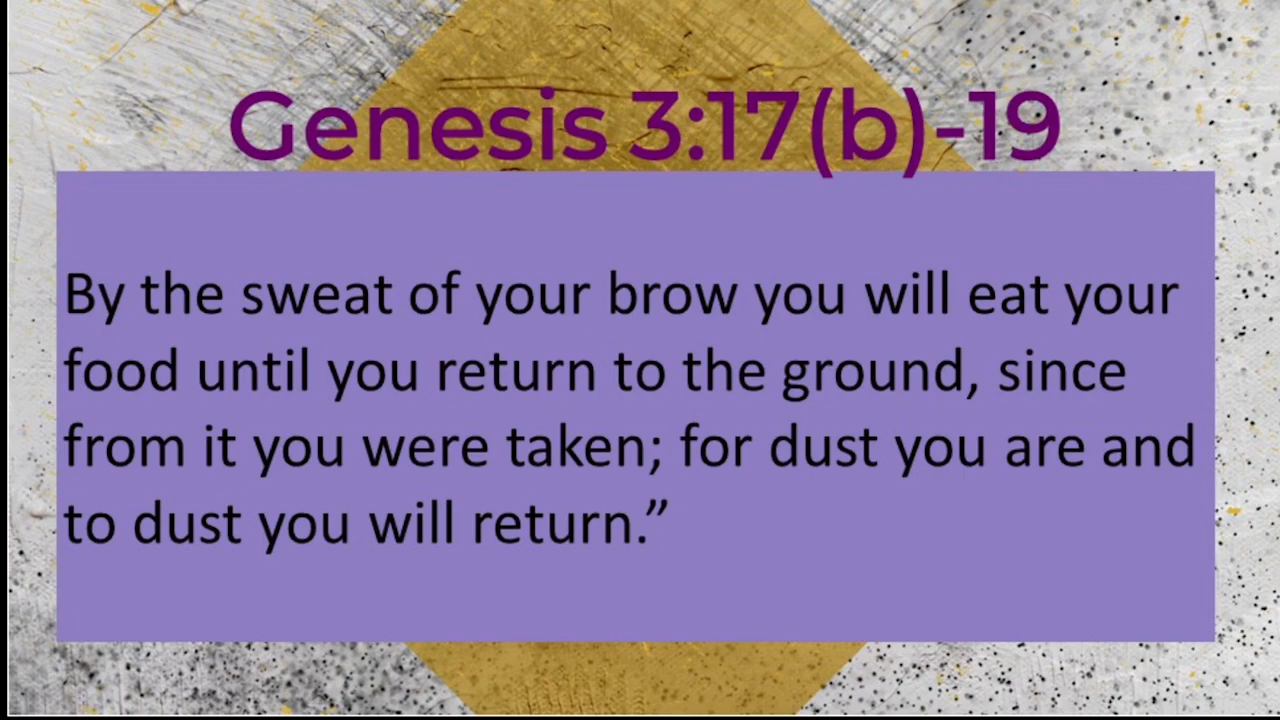 Genesis 3:17(b)-19
By the sweat of your brow you will eat your
food until you return to the ground, since
from it you were taken; for dust you are and
to dust you will return.”